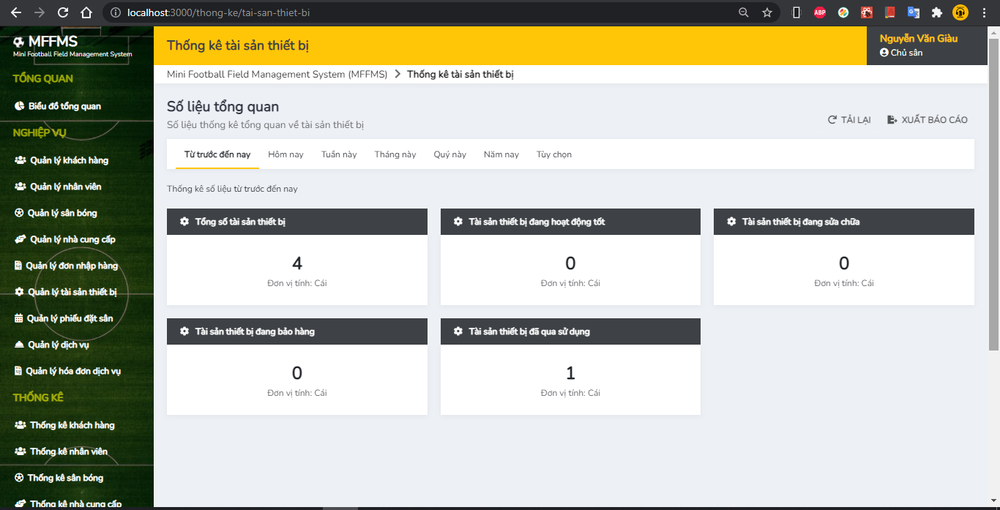 localhost:3000/thong-ke/tai-san-thiet-bi
ABP
MFFMS
Mini Football Field Management System
TỔNG QUAN
Biểu đồ tổng quan
NGHIỆP VỤ
Quản lý khách hàng
Quản lý nhân viên
Quản lý sân bóng
Quản lý nhà cung cấp
Quản lý đơn nhập hàng
Quản lý tài sản thiết bị
Quản lý phiếu đặt sân
Quản lý dịch vụ
Quản lý hóa đơn dịch vụ
THỐNG KÊ
Thống kê khách hàng
Thống kê nhân viên
Thống kê sân bóng
Thống kê nhà cung cấp
Thống kê tài sản thiết bị
Nguyễn Văn Giàu
Chủ sân
Mini Football Field Management System (MFFMS) > Thống kê tài sản thiết bị
Số liệu tổng quan
Số liệu thống kê tổng quan về tài sản thiết bị
TẢI LẠI XUẤT BÁO CÁO
Từ trước đến nay Hôm nay Tuần này Tháng này Quý này Năm nay Tùy chọn
Thống kê số liệu từ trước đến nay
Tổng số tài sản thiết bị
4
Đơn vị tính: Cái
Tài sản thiết bị đang hoạt động tốt
0
Đơn vị tính: Cái
Tài sản thiết bị đang sửa chữa
0
Đơn vị tính: Cái
Tài sản thiết bị đang bảo hàng
0
Đơn vị tính: Cái
Tài sản thiết bị đã qua sử dụng
1
Đơn vị tính: Cái